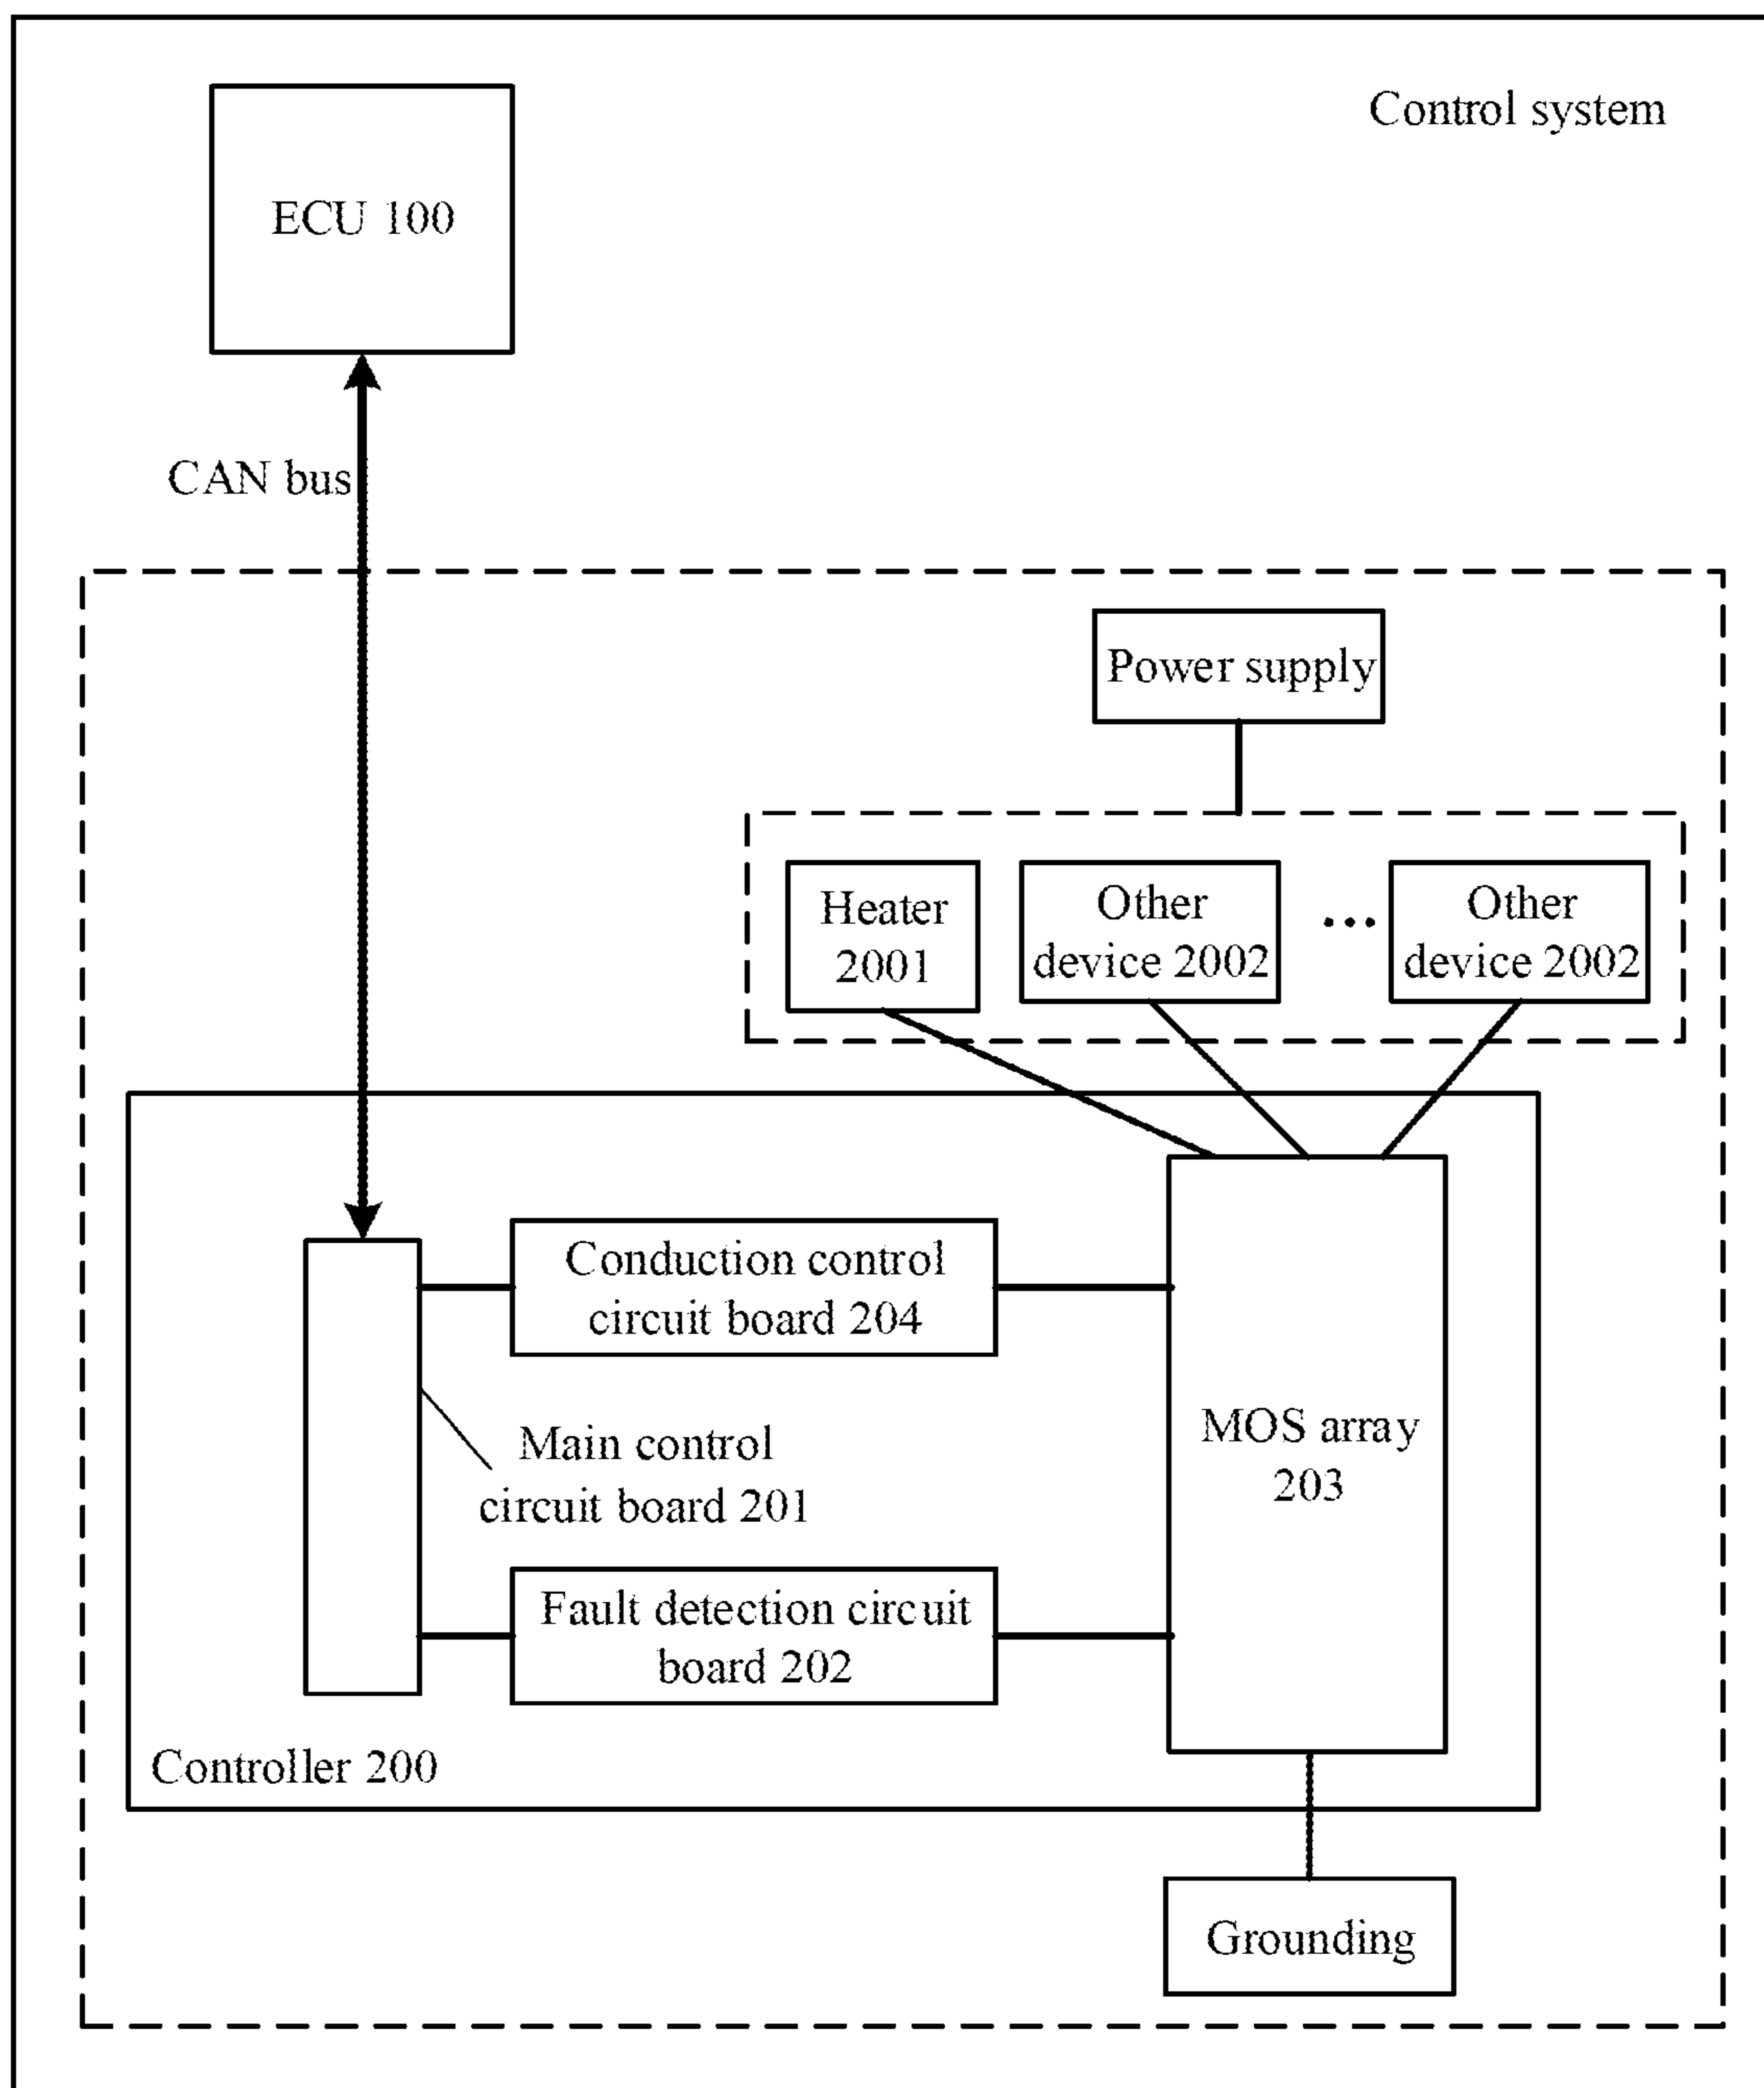 Control system
ECU 100
CAN bus
Power supply
Heater
2001
Other
device 2002
...
Other
device 2002
Conduction control
circuit board 204
Main control
circuit board 201
MOS array
203
Fault detection circuit
board 202
Controller 200
Grounding